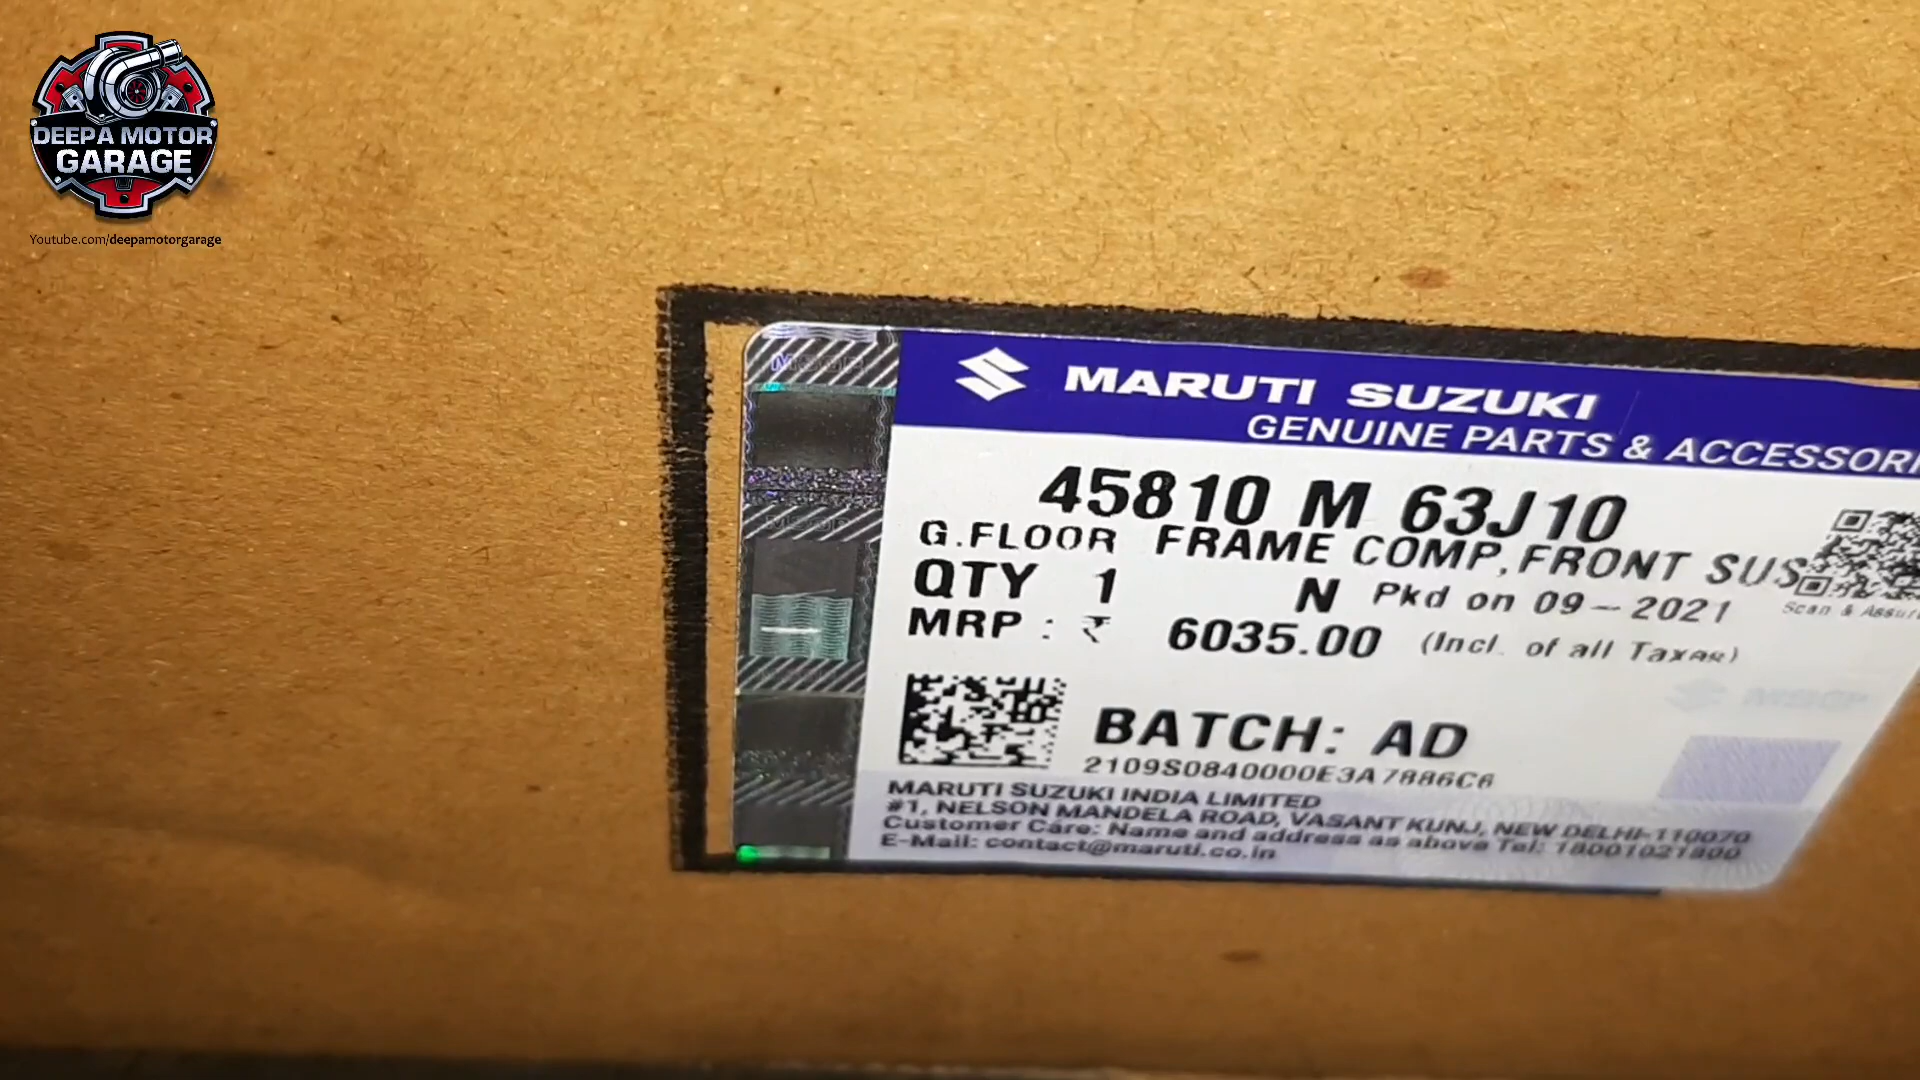 DEEPA MOTOR
GARAGE
Youtube.com/deepamotorgarage
MARUTI SUZUKI
GENUINE PARTS & ACCESSORI
45810 M 63J10
G.FLOOR FRAME COMP,FRONT SUS
QTY 1 N Pkd on 09-2021
Scan & Assur
MRP : ₹ 6035.00 (Incl. of all Taxes)
BATCH: AD
2109S0840000E3A7886C6
MARUTI SUZUKI INDIA LIMITED
#1, NELSON MANDELA ROAD, VASANT KUNJ, NEW DELHI-110070
Customer Care: Name and address as above Tel: 18001021800
E-Mail: contact@maruti.co.in